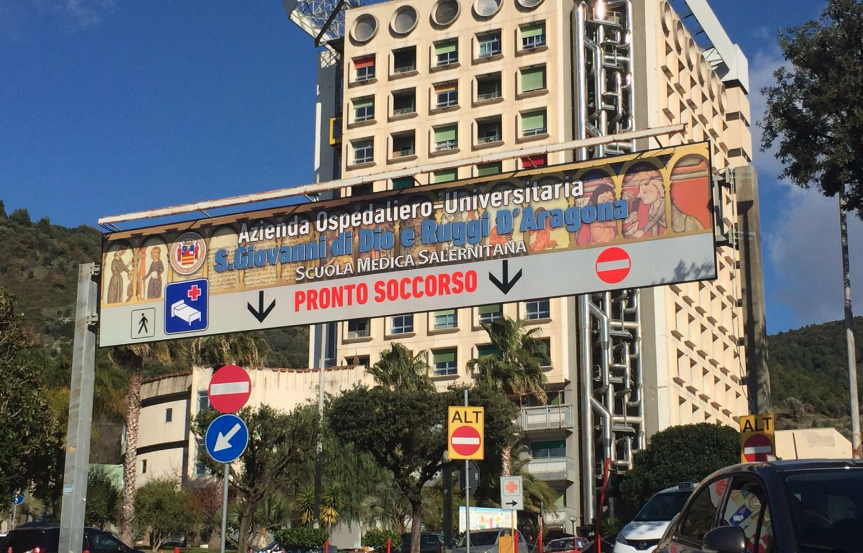 Azienda Ospedaliero-Universitaria
S.Giovanni di Dio e Ruggi D'Aragona
SCUOLA MEDICA SALERNITANA
PRONTO SOCCORSO
ALT
ALT